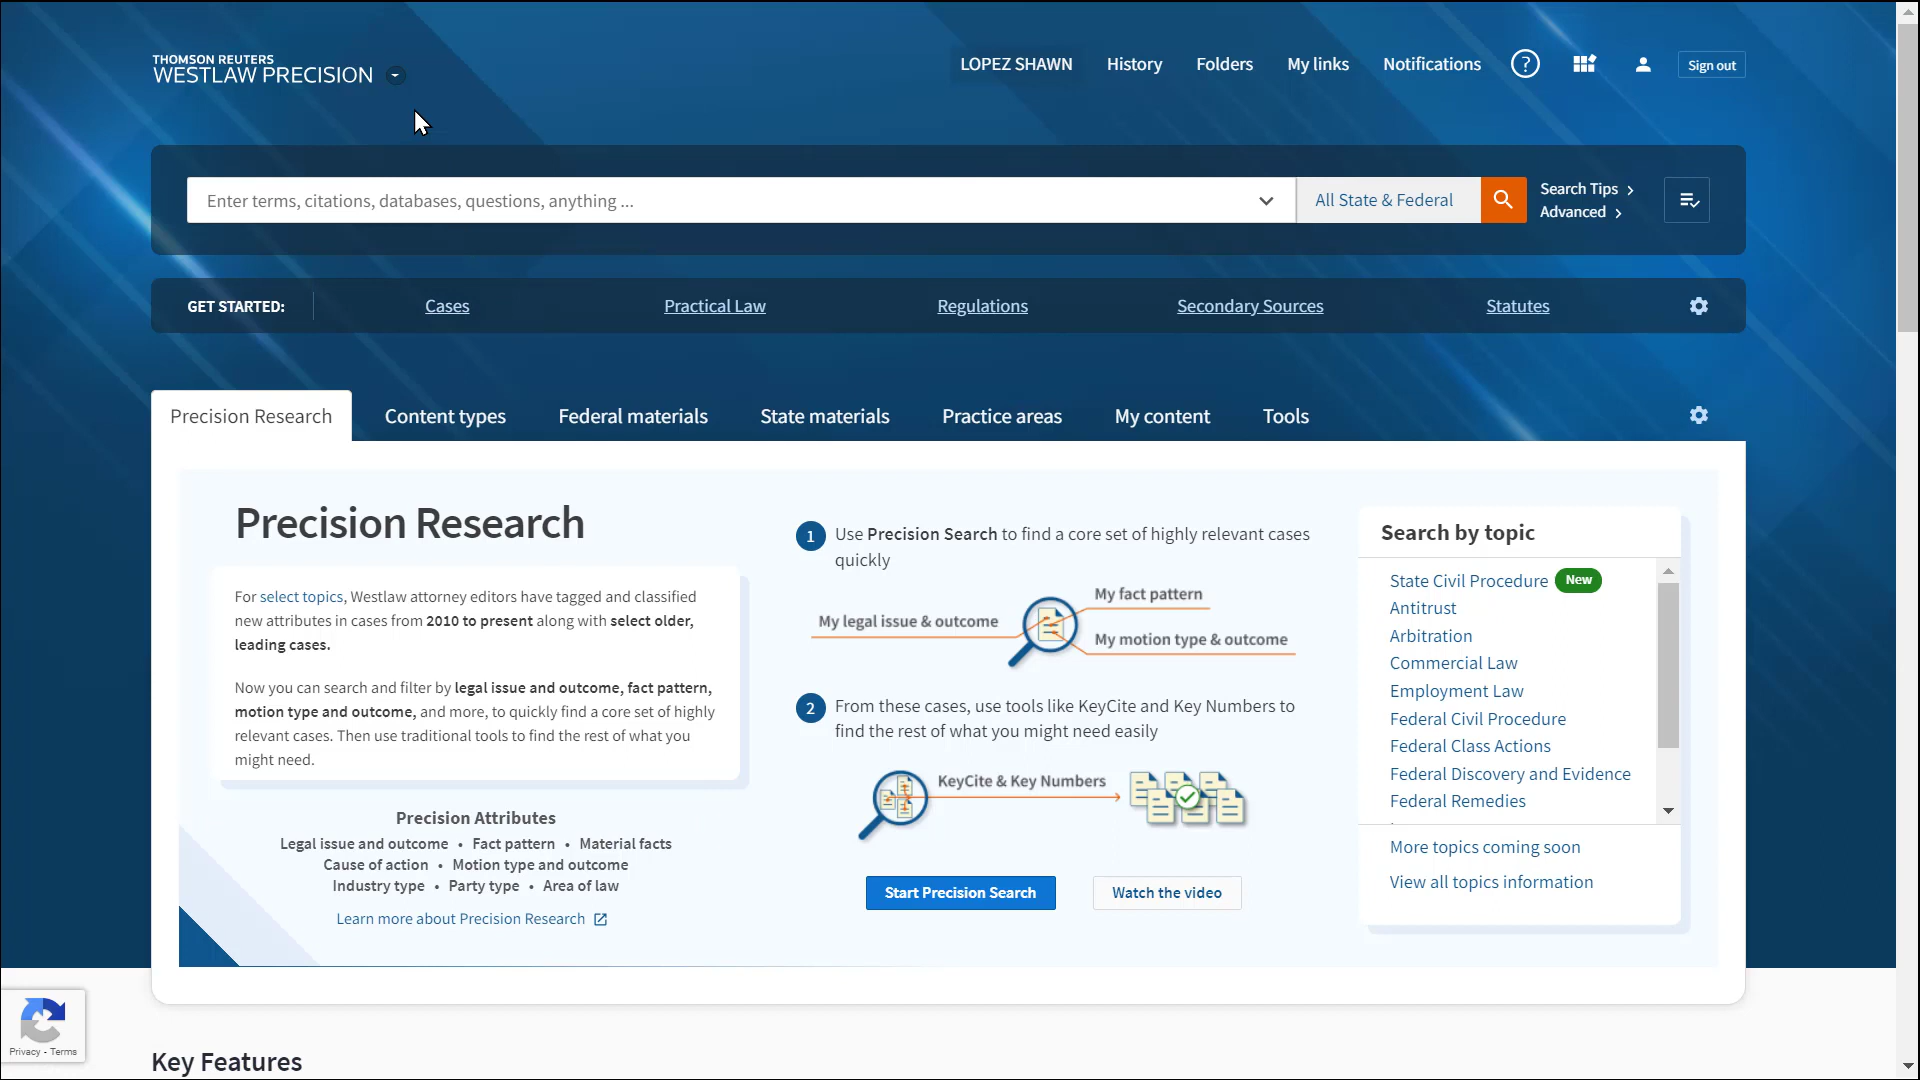 THOMSON REUTERS
WESTLAW PRECISION
LOPEZ SHAWN
History
Folders
My links
Notifications
?
Sign out
Enter terms, citations, databases, questions, anything ...
All State & Federal
Search Tips
Advanced
GET STARTED:
Cases
Practical Law
Regulations
Secondary Sources
Statutes
Precision Research
Content types
Federal materials
State materials
Practice areas
My content
Tools
Precision Research
For select topics, Westlaw attorney editors have tagged and classified
new attributes in cases from 2010 to present along with select older,
leading cases.
Now you can search and filter by legal issue and outcome, fact pattern,
motion type and outcome, and more, to quickly find a core set of highly
relevant cases. Then use traditional tools to find the rest of what you
might need.
Precision Attributes
Legal issue and outcome • Fact pattern • Material facts
Cause of action • Motion type and outcome
Industry type • Party type • Area of law
Learn more about Precision Research
1 Use Precision Search to find a core set of highly relevant cases
quickly
My legal issue & outcome
My fact pattern
My motion type & outcome
2 From these cases, use tools like KeyCite and Key Numbers to
find the rest of what you might need easily
KeyCite & Key Numbers
Start Precision Search
Watch the video
Search by topic
State Civil Procedure New
Antitrust
Arbitration
Commercial Law
Employment Law
Federal Civil Procedure
Federal Class Actions
Federal Discovery and Evidence
Federal Remedies
More topics coming soon
View all topics information
Privacy - Terms
Key Features